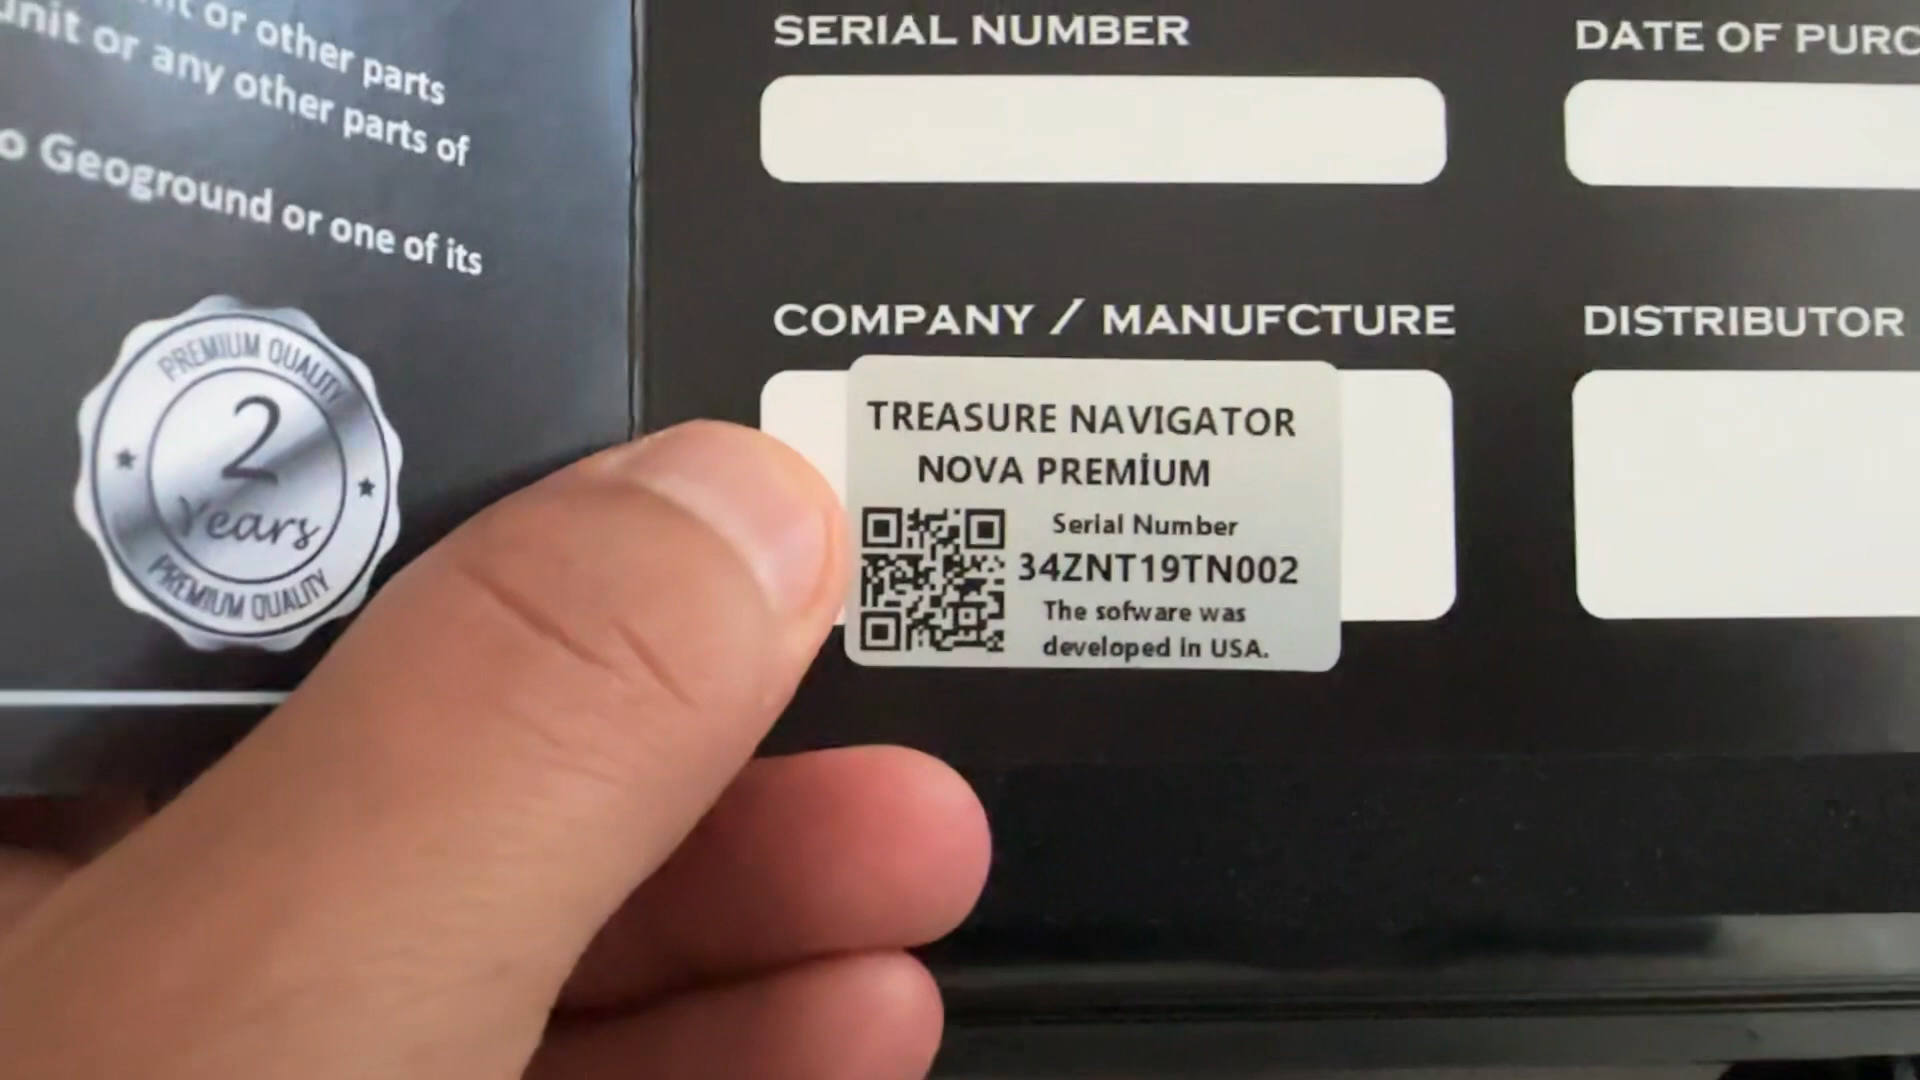 or other parts
unit or any other parts of
o Geoground or one of its
PREMIUM QUALITY
2
Years
PREMIUM QUALITY
SERIAL NUMBER
DATE OF PURC
COMPANY / MANUFCTURE
DISTRIBUTOR
TREASURE NAVIGATOR
NOVA PREMİUM
Serial Number
34ZNT19TN002
The sofware was
developed in USA.